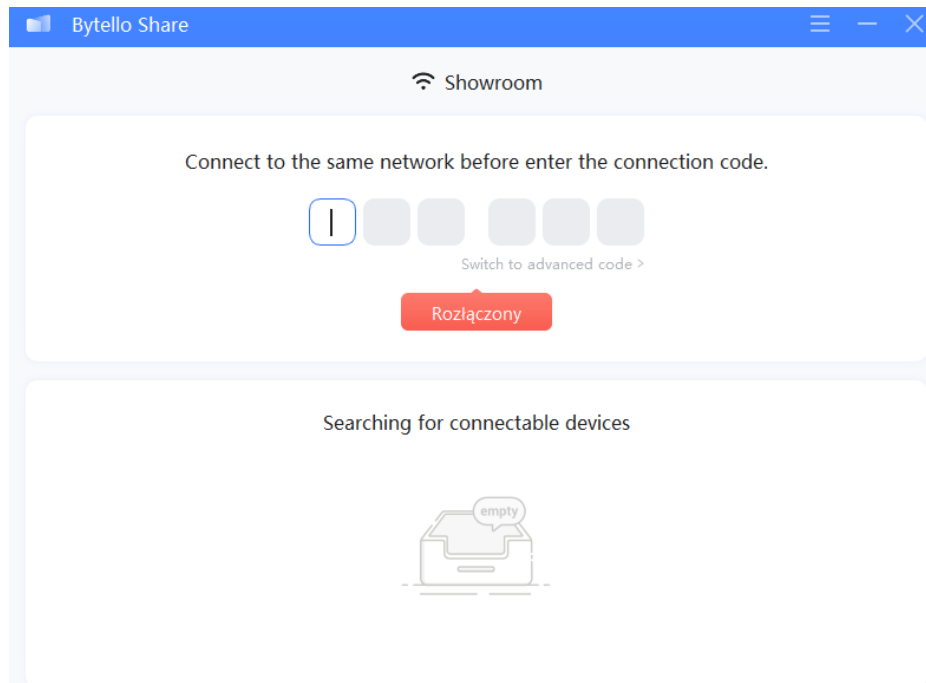 Bytello Share
Showroom
Connect to the same network before enter the connection code.
Switch to advanced code >
Rozłączony
Searching for connectable devices
empty